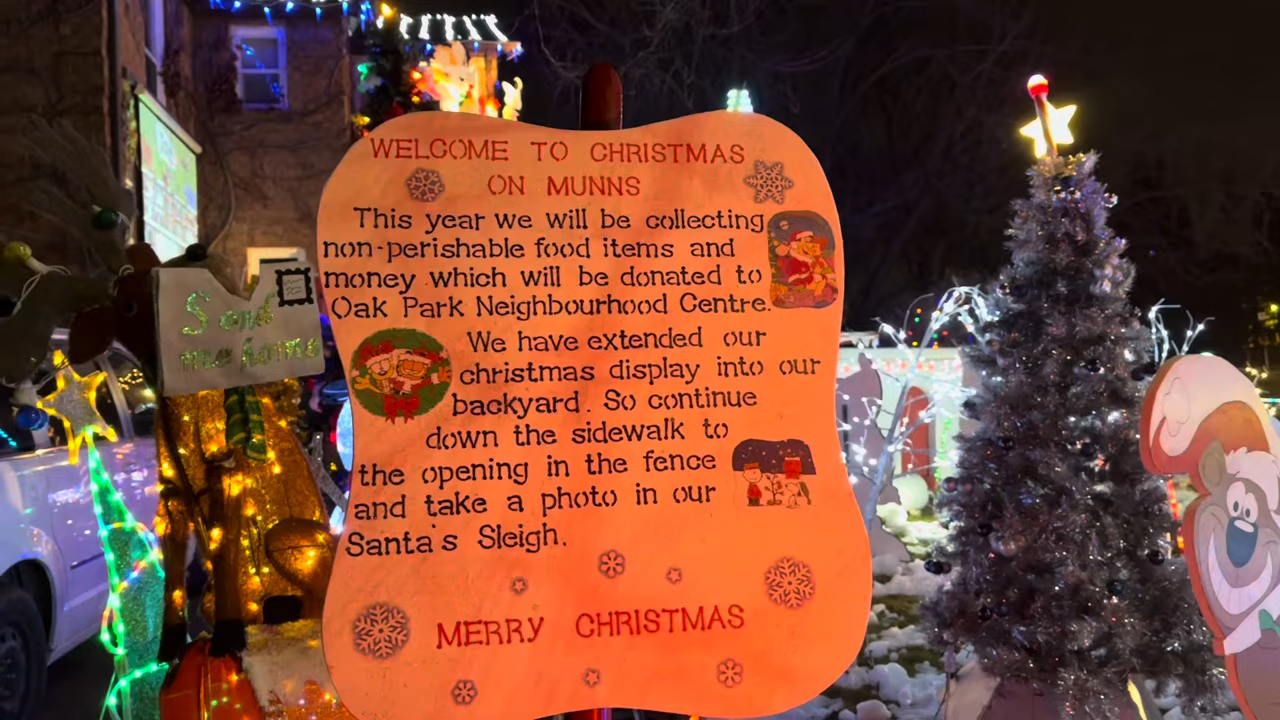 WELCOME TO CHRISTMAS
ON MUNNS
This year we will be collecting
non-perishable food items and
money which will be donated to
Oak Park Neighbourhood Centre.
We have extended our
christmas display into our
backyard. So continue
down the sidewalk to
the opening in the fence
and take a photo in our
Santa's Sleigh.
MERRY CHRISTMAS
Send
me home